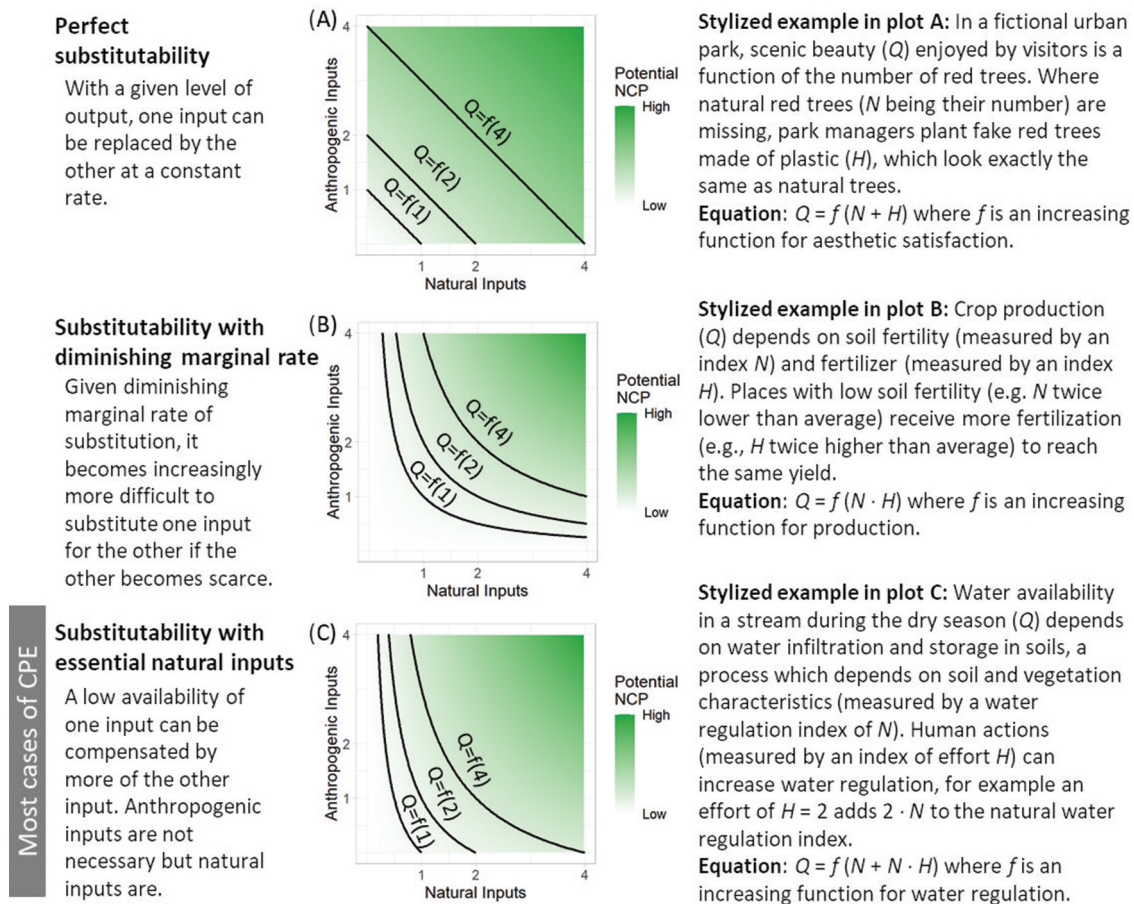 Perfect
substitutability
With a given level of
output, one input can
be replaced by the
other at a constant
rate.
(A)
4
2
1
Anthropogenic Inputs
Q=f(4)
Q=f(2)
Q=f(1)
1
2
4
Natural Inputs
Potential
NCP
High
Low
Stylized example in plot A: In a fictional urban
park, scenic beauty (Q) enjoyed by visitors is a
function of the number of red trees. Where
natural red trees (N being their number) are
missing, park managers plant fake red trees
made of plastic (H), which look exactly the
same as natural trees.
Equation: Q = f (N + H) where f is an increasing
function for aesthetic satisfaction.
Substitutability with
diminishing marginal rate
Given diminishing
marginal rate of
substitution, it
becomes increasingly
more difficult to
substitute one input
for the other if the
other becomes scarce.
(B)
4
2
1
Anthropogenic Inputs
Q=f(4)
Q=f(2)
Q=f(1)
1
2
4
Natural Inputs
Potential
NCP
High
Low
Stylized example in plot B: Crop production
(Q) depends on soil fertility (measured by an
index N) and fertilizer (measured by an index
H). Places with low soil fertility (e.g. N twice
lower than average) receive more fertilization
(e.g., H twice higher than average) to reach
the same yield.
Equation: Q = f (N · H) where f is an increasing
function for production.
Most cases of CPE
Substitutability with
essential natural inputs
A low availability of
one input can be
compensated by
more of the other
input. Anthropogenic
inputs are not
necessary but natural
inputs are.
(C)
4
2
1
Anthropogenic Inputs
Q=f(4)
Q=f(2)
Q=f(1)
1
2
4
Natural Inputs
Potential
NCP
High
Low
Stylized example in plot C: Water availability
in a stream during the dry season (Q) depends
on water infiltration and storage in soils, a
process which depends on soil and vegetation
characteristics (measured by a water
regulation index of N). Human actions
(measured by an index of effort H) can
increase water regulation, for example an
effort of H = 2 adds 2 · N to the natural water
regulation index.
Equation: Q = f (N + N · H) where f is an
increasing function for water regulation.